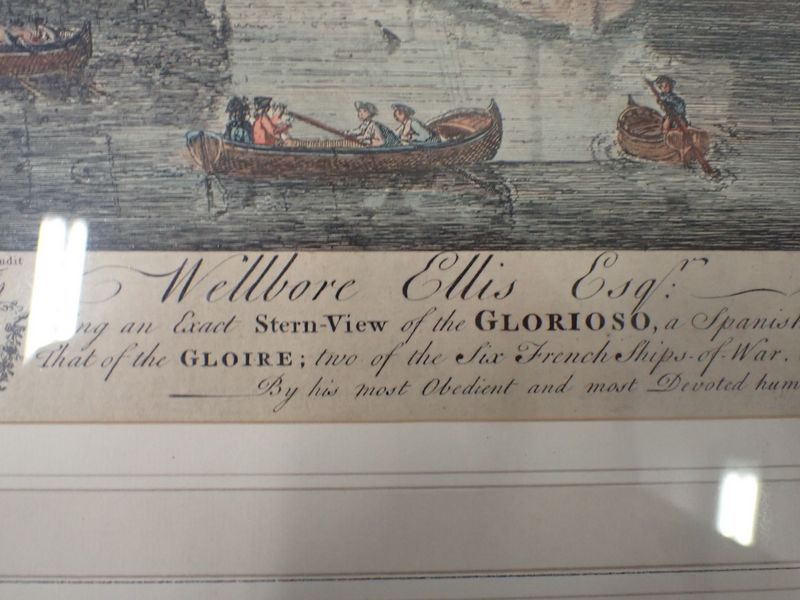 Wellbore Ellis Esqr:
an Exact Stern-View of the GLORIOSO, a Spanish
That of the GLOIRE; two of the Six French Ships-of-War.
By his most Obedient and most Devoted hum